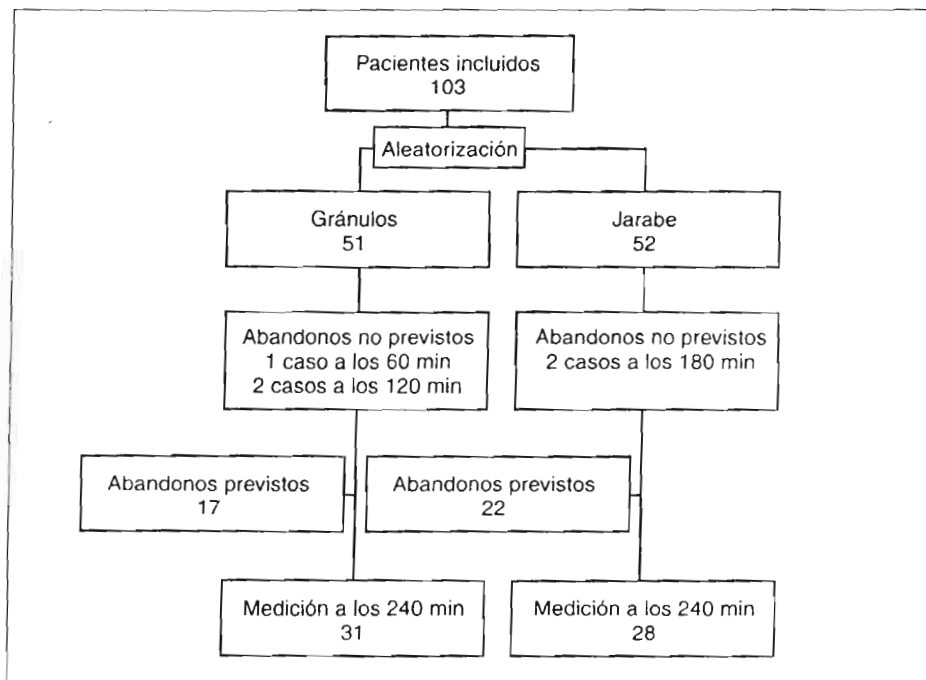 Pacientes incluidos
103
Aleatorización
Gránulos
51
Jarabe
52
Abandonos no previstos
1 caso a los 60 min
2 casos a los 120 min
Abandonos no previstos
2 casos a los 180 min
Abandonos previstos
17
Abandonos previstos
22
Medición a los 240 min
31
Medición a los 240 min
28